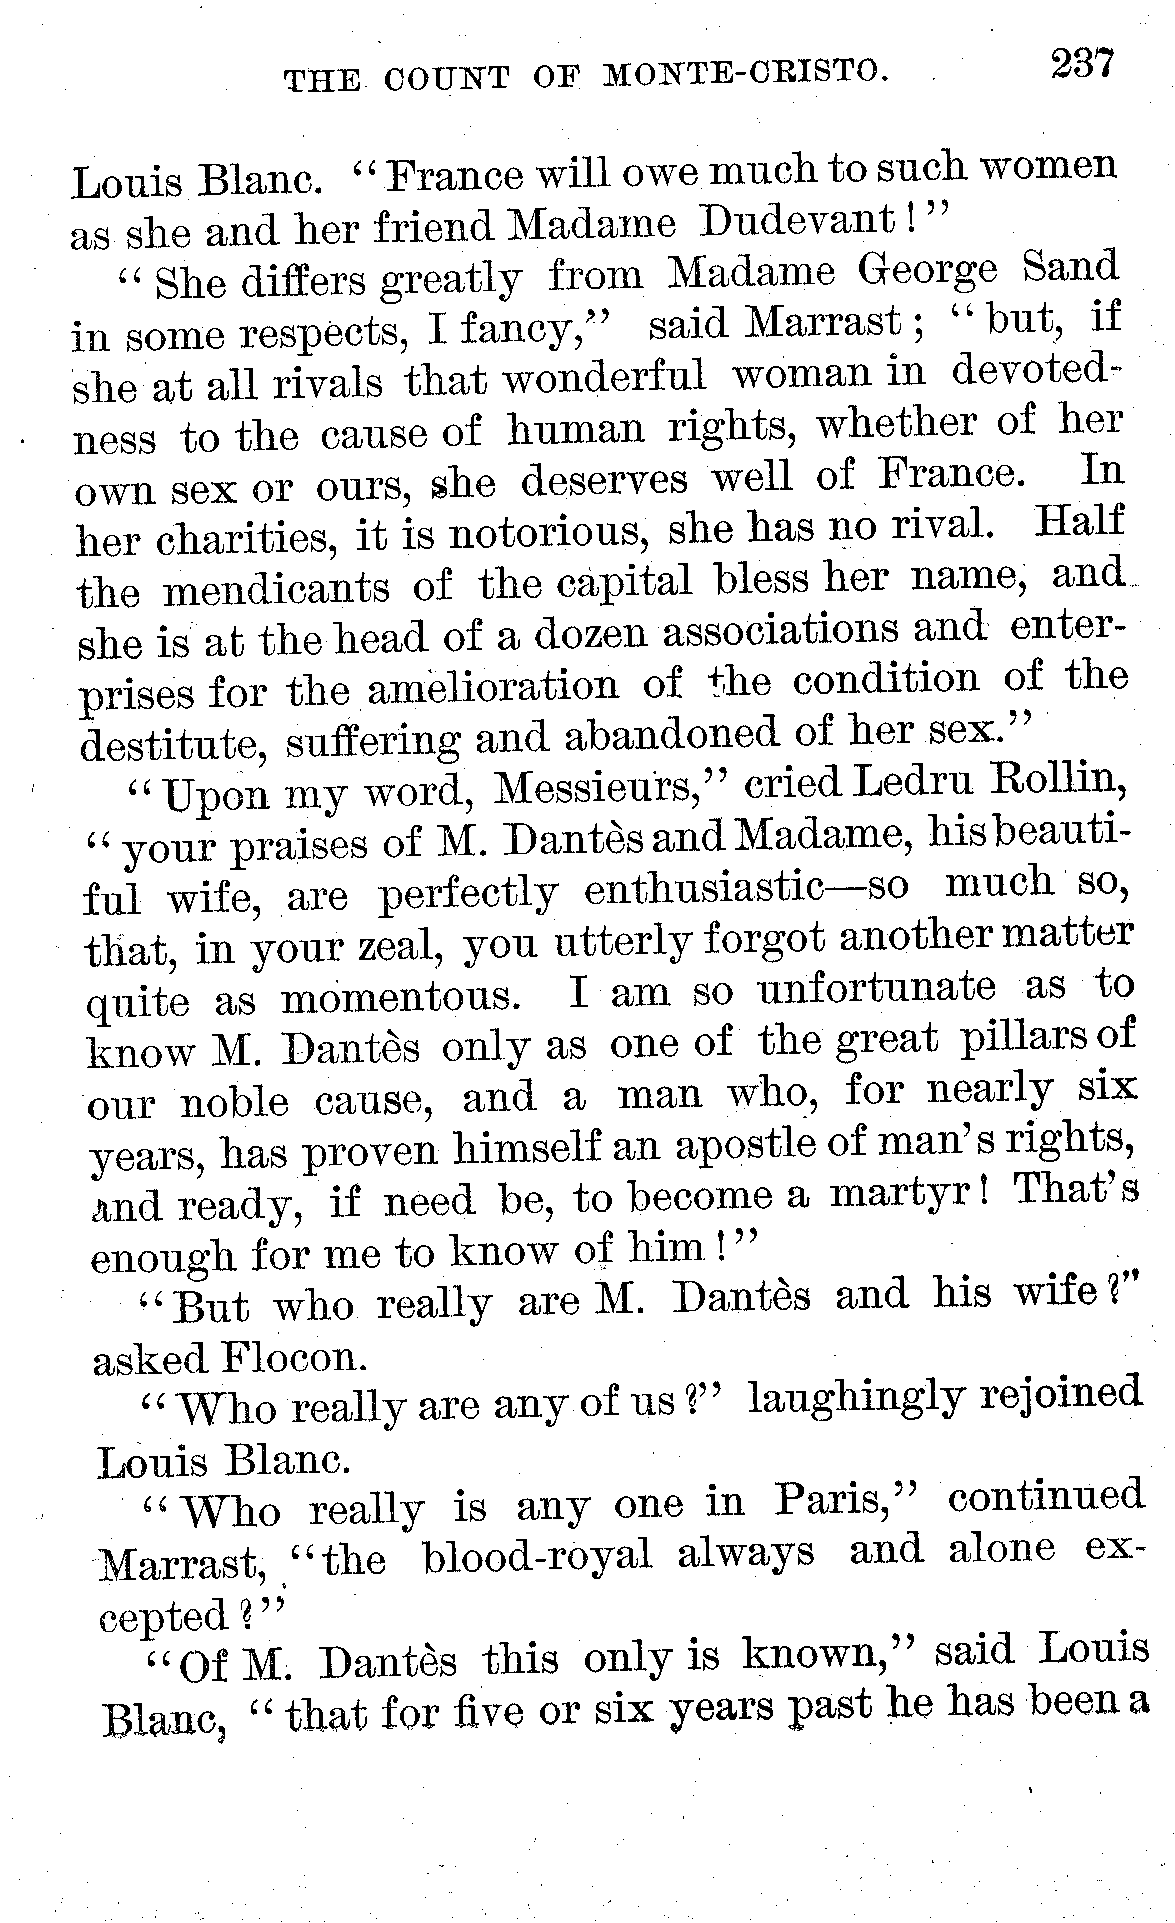 THE COUNT OF MONTE-CRISTO. 237
Louis Blanc. "France will owe much to such women
as she and her friend Madame Dudevant!"
"She differs greatly from Madame George Sand
in some respects, I fancy," said Marrast; "but, if
she at all rivals that wonderful woman in devoted-
ness to the cause of human rights, whether of her
own sex or ours, she deserves well of France. In
her charities, it is notorious, she has no rival. Half
the mendicants of the capital bless her name, and
she is at the head of a dozen associations and enter-
prises for the amelioration of the condition of the
destitute, suffering and abandoned of her sex."
"Upon my word, Messieurs," cried Ledru Rollin,
"your praises of M. Dantès and Madame, his beauti-
ful wife, are perfectly enthusiastic—so much so,
that, in your zeal, you utterly forgot another matter
quite as momentous. I am so unfortunate as to
know M. Dantès only as one of the great pillars of
our noble cause, and a man who, for nearly six
years, has proven himself an apostle of man's rights,
and ready, if need be, to become a martyr! That's
enough for me to know of him!"
"But who really are M. Dantès and his wife?"
asked Flocon.
"Who really are any of us?" laughingly rejoined
Louis Blanc.
"Who really is any one in Paris," continued
Marrast, "the blood-royal always and alone ex-
cepted?"
"Of M. Dantès this only is known," said Louis
Blanc, "that for five or six years past he has been a